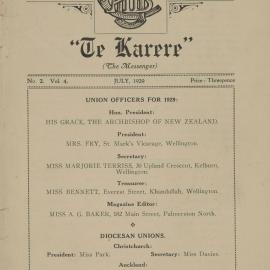 "Te Karere"
(The Messenger)
No. 2. Vol. 4. JULY, 1929 Price: Threepence
UNION OFFICERS FOR 1929:
Hon. President:
HIS GRACE, THE ARCHBISHOP OF NEW ZEALAND.
President:
MRS. FRY, St. Mark's Vicarage, Wellington.
Secretary:
MISS MARJORIE TERRISS, 30 Upland Crescent, Kelburn,
Wellington.
Treasurer:
MISS BENNETT, Everest Street, Khandallah, Wellington.
Magazine Editor:
MISS A. G. BAKER, 582 Main Street, Palmerston North.
DIOCESAN UNIONS.
Christchurch:
President: Miss Park. Secretary: Miss Davies.
Auckland: